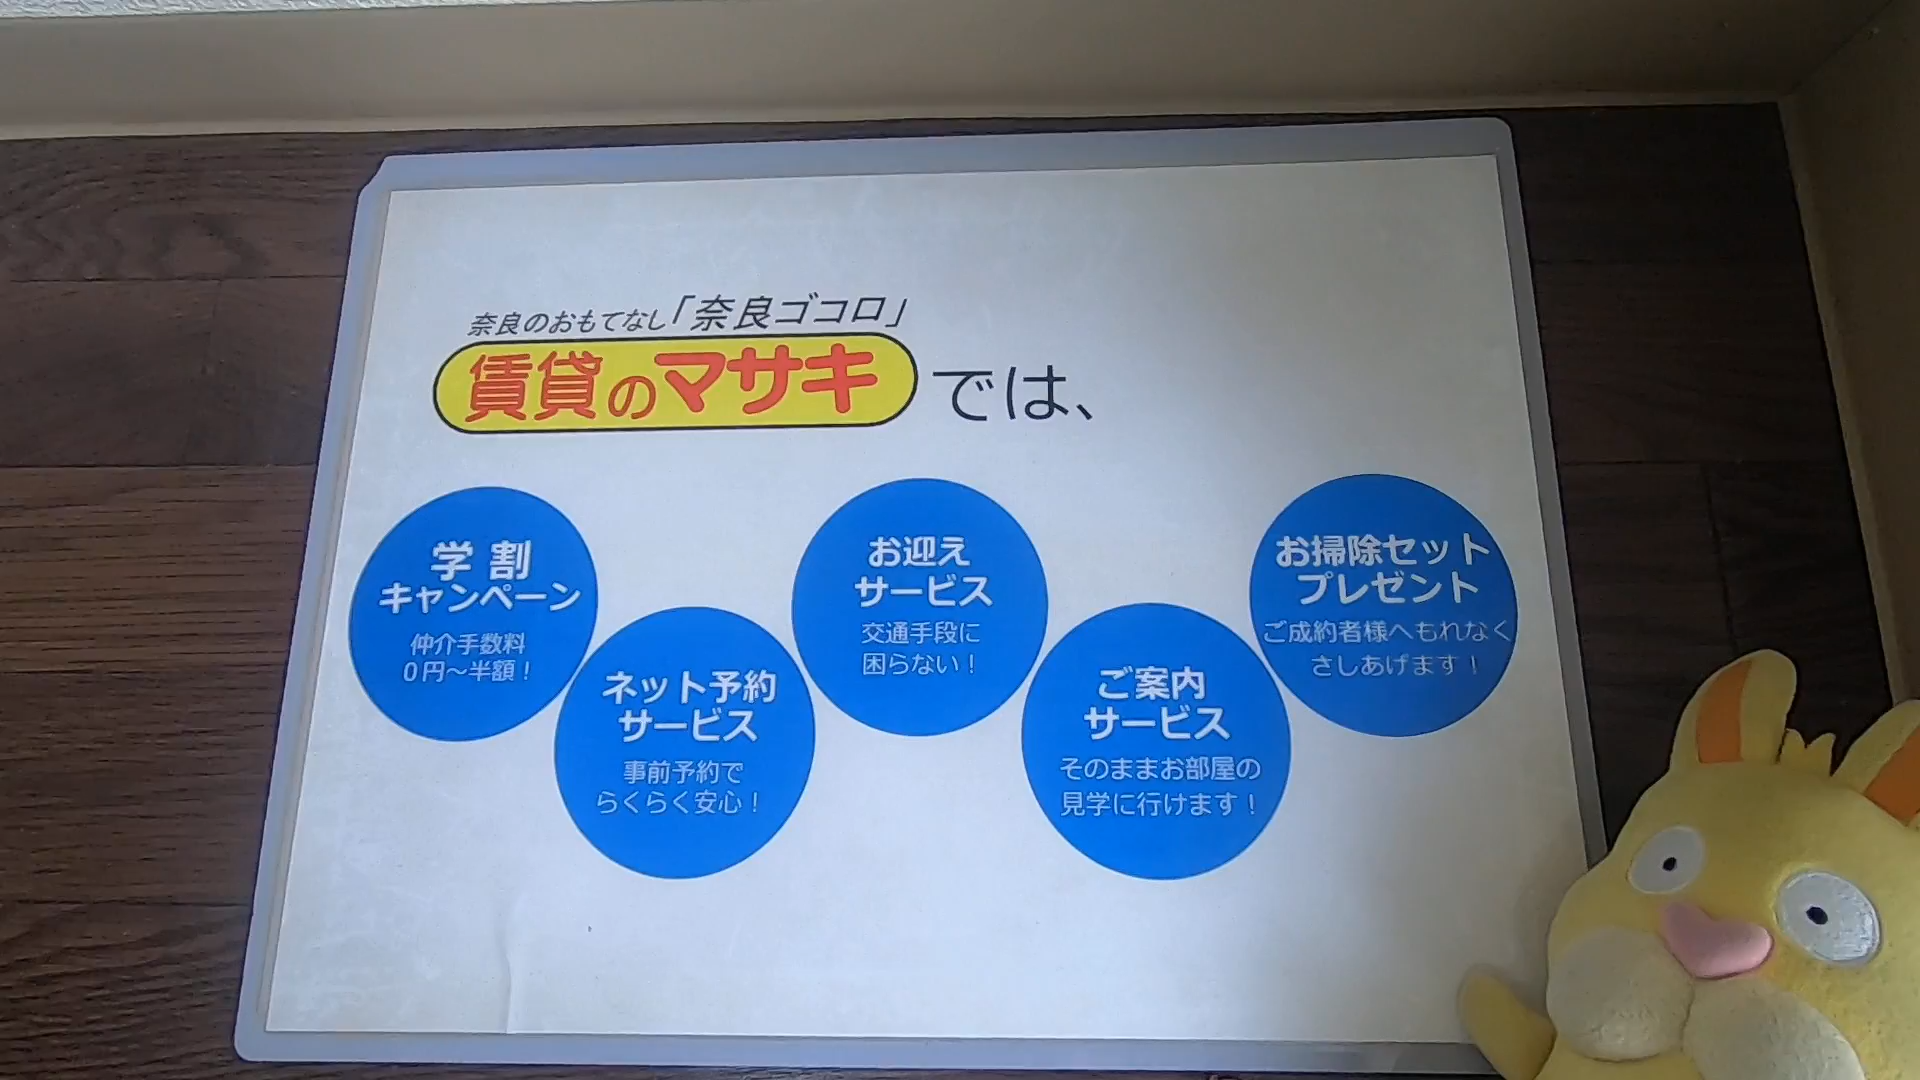 奈良のおもてなし「奈良ゴコロ」
賃貸のマサキでは、
学割
キャンペーン
仲介手数料
0円～半額！
ネット予約
サービス
事前予約で
らくらく安心！
お迎え
サービス
交通手段に
困らない！
ご案内
サービス
そのままお部屋の
見学に行けます！
お掃除セット
プレゼント
ご成約者様へもれなく
さしあげます！